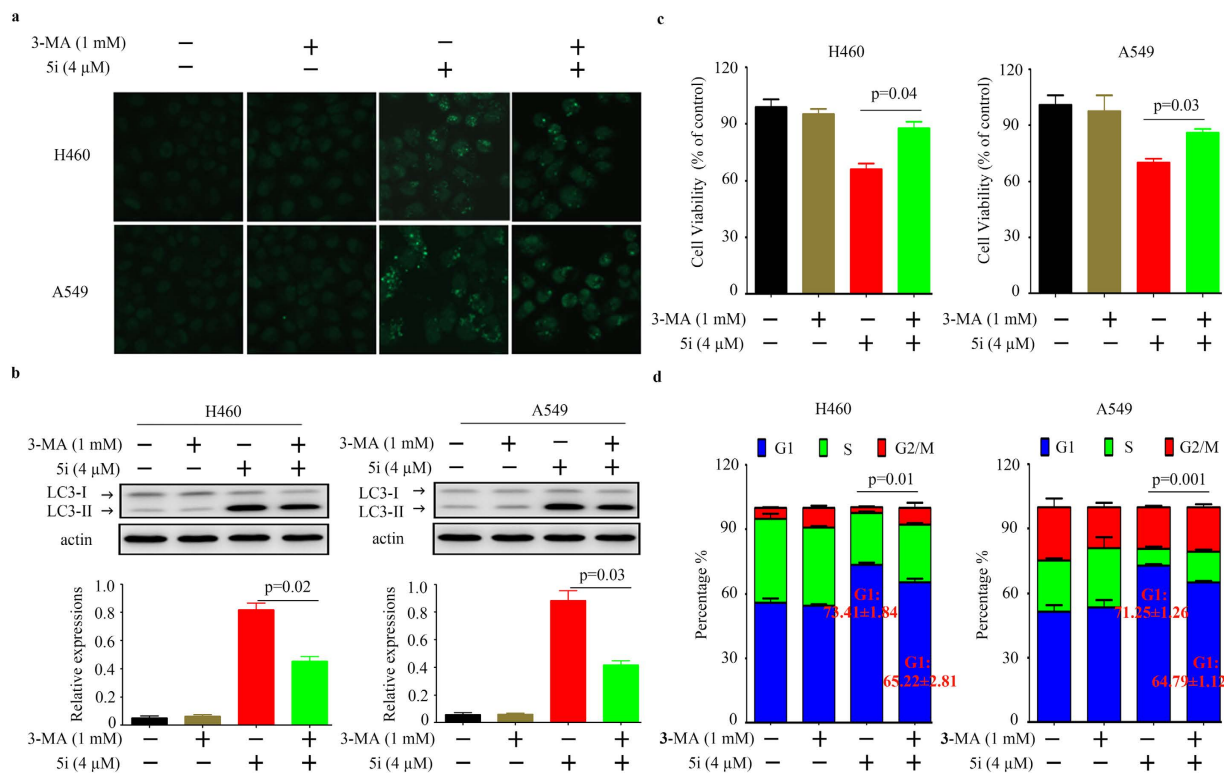 a
3-MA (1 mM) − + − +
5i (4 µM) − − + +
H460
A549
b
H460
3-MA (1 mM) − + − +
5i (4 µM) − − + +
LC3-I →
LC3-II →
actin
Relative expressions
1.0
0.8
0.6
0.4
0.2
0
p=0.02
3-MA (1 mM) − + − +
5i (4 µM) − − + +
A549
3-MA (1 mM) − + − +
5i (4 µM) − − + +
LC3-I →
LC3-II →
actin
Relative expressions
1.0
0.8
0.6
0.4
0.2
0
p=0.03
3-MA (1 mM) − + − +
5i (4 µM) − − + +
c
H460
Cell Viability (% of control)
120
90
60
30
0
p=0.04
3-MA (1 mM) − + − +
5i (4 µM) − − + +
A549
Cell Viability (% of control)
120
90
60
30
0
p=0.03
3-MA (1 mM) − + − +
5i (4 µM) − − + +
d
H460
G1 S G2/M
Percentage %
120
90
60
30
0
p=0.01
G1:
73.41±1.84
G1:
65.22±2.81
3-MA (1 mM) − + − +
5i (4 µM) − − + +
A549
G1 S G2/M
Percentage %
120
90
60
30
0
p=0.001
G1:
71.25±1.26
G1:
64.79±1.12
3-MA (1 mM) − + − +
5i (4 µM) − − + +